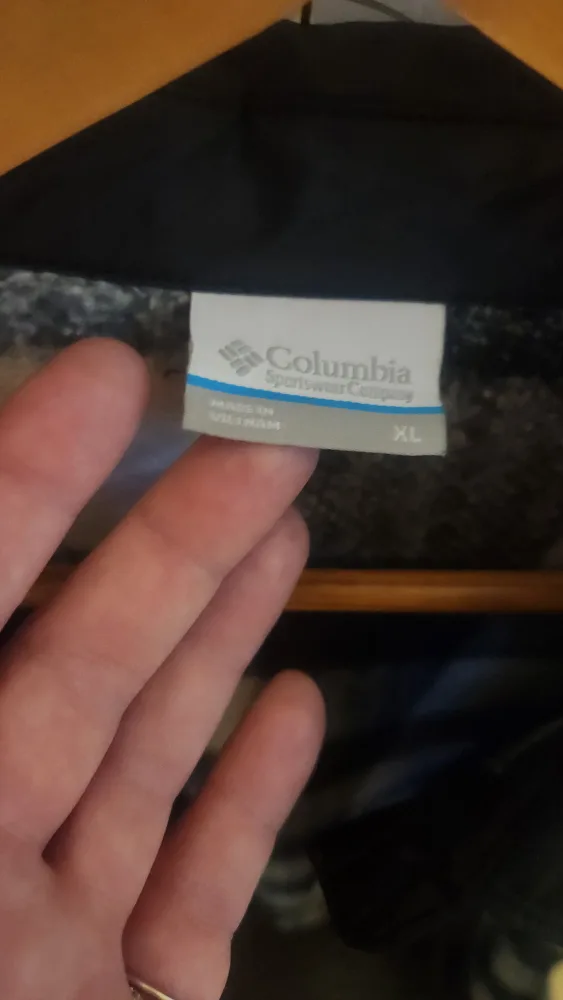 Columbia
Sportswear Company
MADE IN
VIETNAM
XL